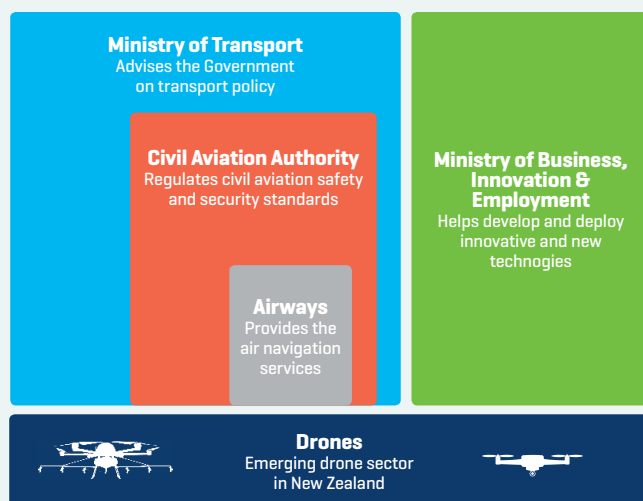 Ministry of Transport
Advises the Government
on transport policy
Civil Aviation Authority
Regulates civil aviation safety
and security standards
Airways
Provides the
air navigation
services
Ministry of Business,
Innovation &
Employment
Helps develop and deploy
innovative and new
technogies
Drones
Emerging drone sector
in New Zealand